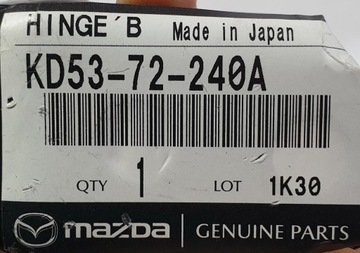 HINGE'B Made in Japan
KD53-72-240A
QTY 1 LOT 1K30
mazda GENUINE PARTS